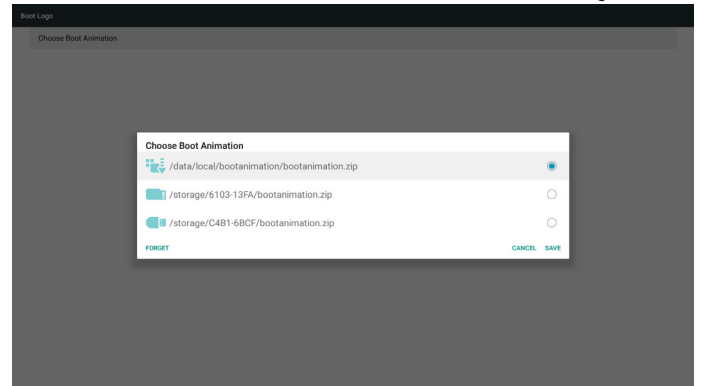 Boot Logo
Choose Boot Animation
Choose Boot Animation
/data/local/bootanimation/bootanimation.zip
/storage/6103-13FA/bootanimation.zip
/storage/C4B1-6BCF/bootanimation.zip
FORGET CANCEL SAVE